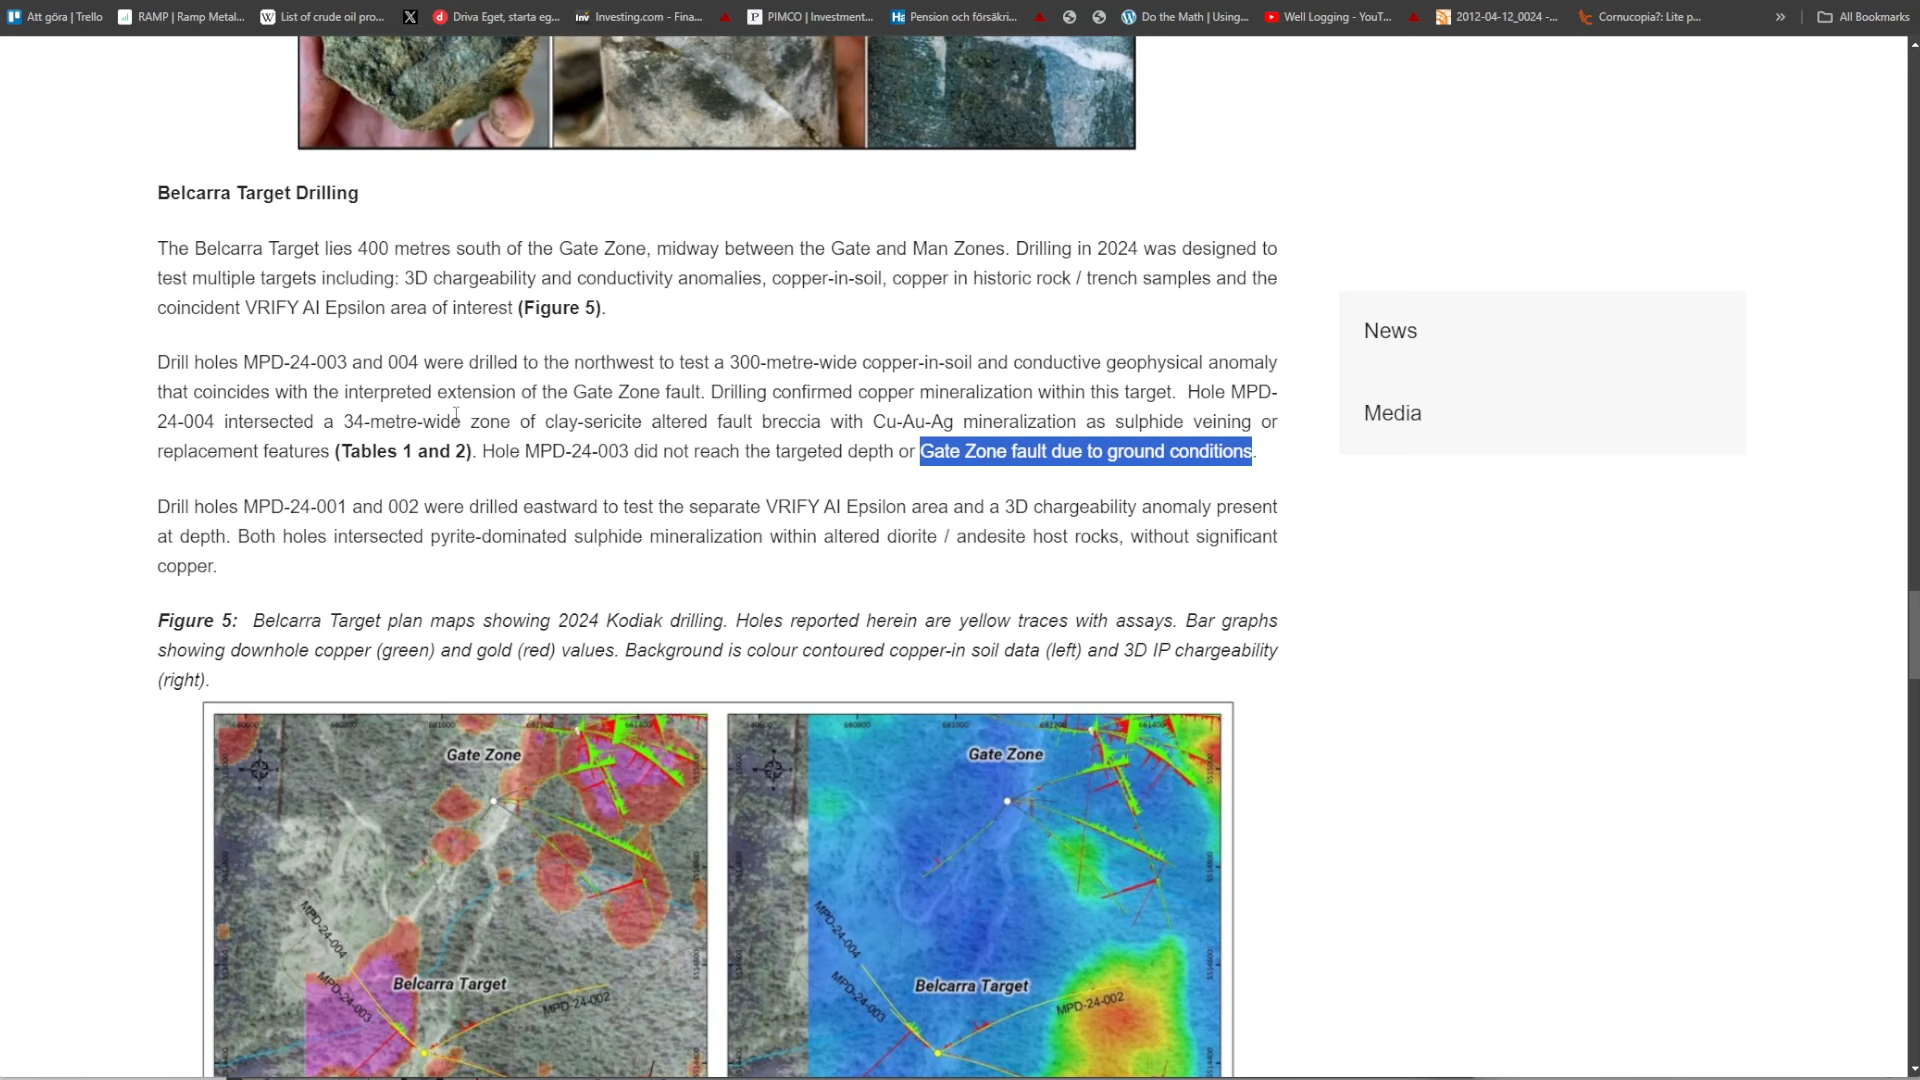 Att göra | Trello RAMP | Ramp Metal... List of crude oil pro... Driva Eget, starta eg... Investing.com - Fina... PIMCO | Investment... Pension och försäkri... Do the Math | Using... Well Logging - YouT... 2012-04-12_0024 -... Cornucopia?: Lite p... » All Bookmarks
Belcarra Target Drilling
The Belcarra Target lies 400 metres south of the Gate Zone, midway between the Gate and Man Zones. Drilling in 2024 was designed to
test multiple targets including: 3D chargeability and conductivity anomalies, copper-in-soil, copper in historic rock / trench samples and the
coincident VRIFY AI Epsilon area of interest (Figure 5).
Drill holes MPD-24-003 and 004 were drilled to the northwest to test a 300-metre-wide copper-in-soil and conductive geophysical anomaly
that coincides with the interpreted extension of the Gate Zone fault. Drilling confirmed copper mineralization within this target. Hole MPD-
24-004 intersected a 34-metre-wide zone of clay-sericite altered fault breccia with Cu-Au-Ag mineralization as sulphide veining or
replacement features (Tables 1 and 2). Hole MPD-24-003 did not reach the targeted depth or Gate Zone fault due to ground conditions.
Drill holes MPD-24-001 and 002 were drilled eastward to test the separate VRIFY AI Epsilon area and a 3D chargeability anomaly present
at depth. Both holes intersected pyrite-dominated sulphide mineralization within altered diorite / andesite host rocks, without significant
copper.
Figure 5: Belcarra Target plan maps showing 2024 Kodiak drilling. Holes reported herein are yellow traces with assays. Bar graphs
showing downhole copper (green) and gold (red) values. Background is colour contoured copper-in soil data (left) and 3D IP chargeability
(right).
News
Media
Gate Zone
MPD-24-004
MPD-24-003
Belcarra Target
MPD-24-002
680800 681000
Gate Zone
MPD-24-004
MPD-24-003
Belcarra Target
MPD-24-002